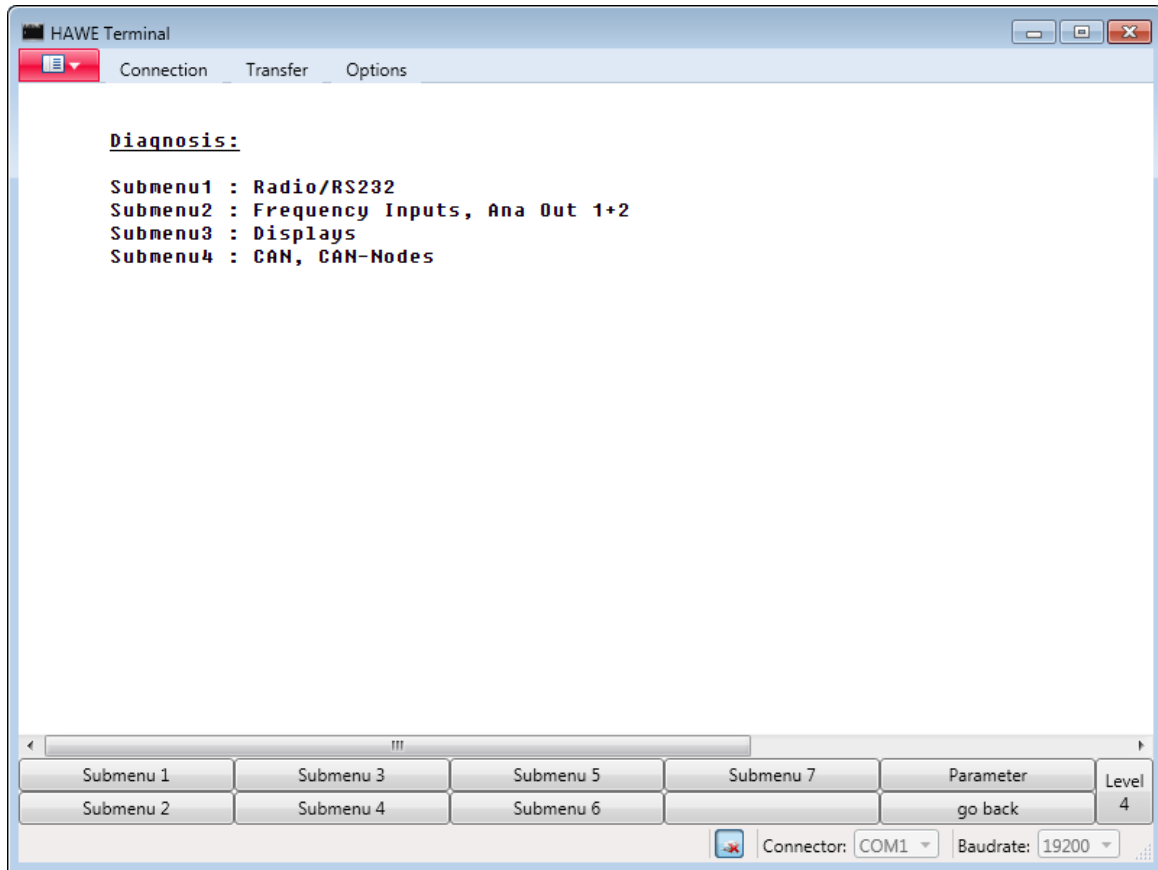 HAWE Terminal
Connection Transfer Options
Diagnosis:
Submenu1 : Radio/RS232
Submenu2 : Frequency Inputs, Ana Out 1+2
Submenu3 : Displays
Submenu4 : CAN, CAN-Nodes
Submenu 1 Submenu 3 Submenu 5 Submenu 7 Parameter Level
Submenu 2 Submenu 4 Submenu 6 go back 4
Connector: COM1 Baudrate: 19200